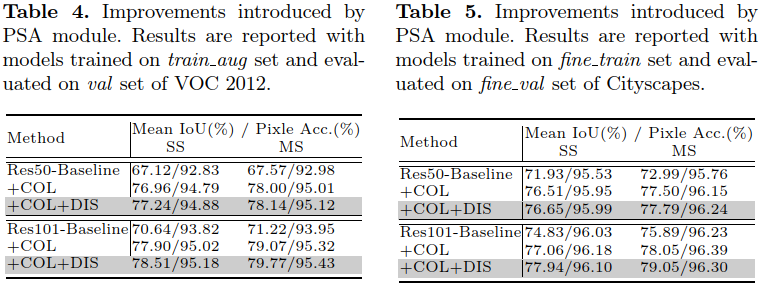 Table 4. Improvements introduced by
PSA module. Results are reported with
models trained on train_aug set and eval-
uated on val set of VOC 2012.
Method Mean IoU(%) / Pixle Acc.(%)
SS MS
Res50-Baseline 67.12/92.83 67.57/92.98
+COL 76.96/94.79 78.00/95.01
+COL+DIS 77.24/94.88 78.14/95.12
Res101-Baseline 70.64/93.82 71.22/93.95
+COL 77.90/95.02 79.07/95.32
+COL+DIS 78.51/95.18 79.77/95.43
Table 5. Improvements introduced by
PSA module. Results are reported with
models trained on fine_train set and eval-
uated on fine_val set of Cityscapes.
Method Mean IoU(%) / Pixle Acc.(%)
SS MS
Res50-Baseline 71.93/95.53 72.99/95.76
+COL 76.51/95.95 77.50/96.15
+COL+DIS 76.65/95.99 77.79/96.24
Res101-Baseline 74.83/96.03 75.89/96.23
+COL 77.06/96.18 78.05/96.39
+COL+DIS 77.94/96.10 79.05/96.30